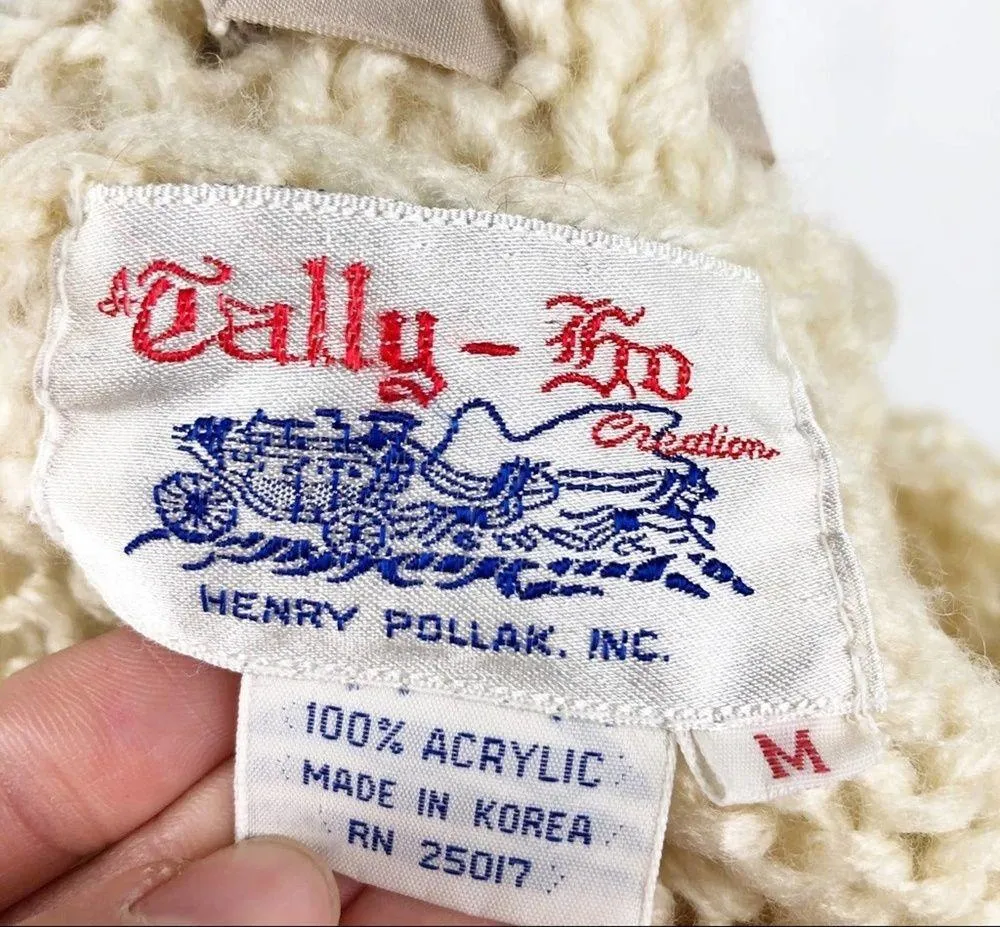 A Tally-Ho
Creation
HENRY POLLAK, INC.
100% ACRYLIC
MADE IN KOREA
RN 25017
M